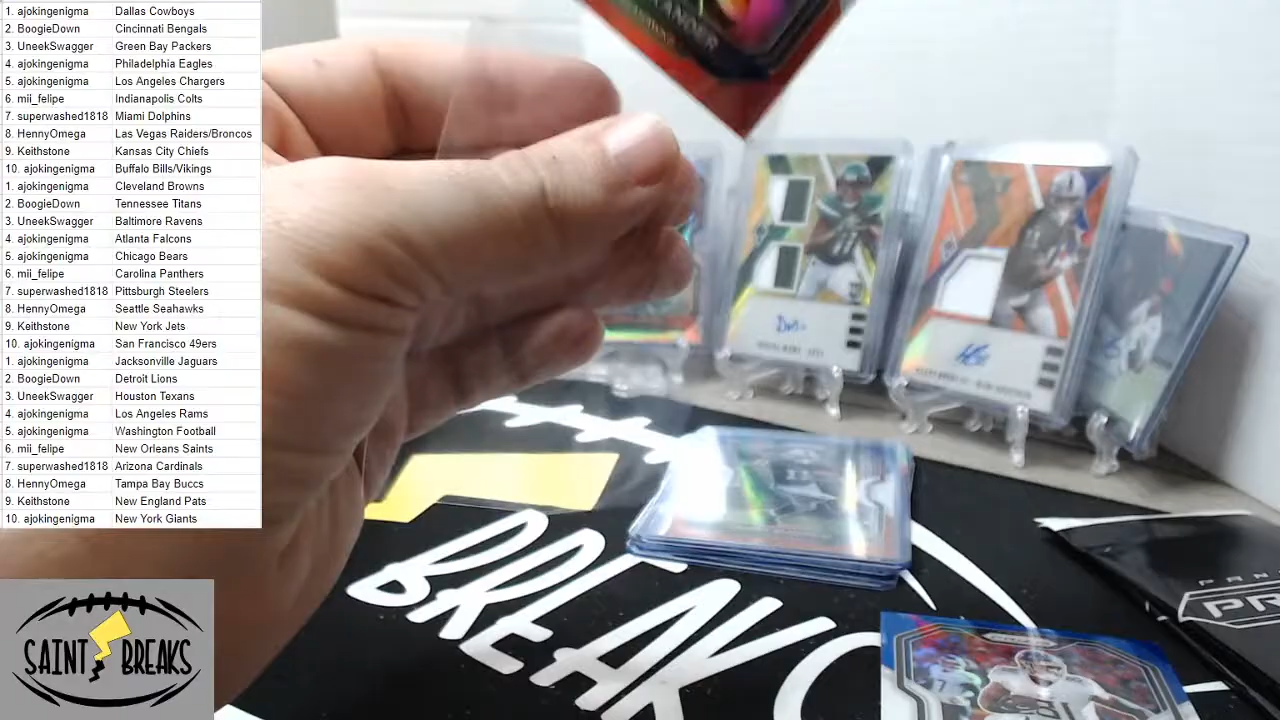 1. ajokingenigma Dallas Cowboys
2. BoogieDown Cincinnati Bengals
3. UneekSwagger Green Bay Packers
4. ajokingenigma Philadelphia Eagles
5. ajokingenigma Los Angeles Chargers
6. mii_felipe Indianapolis Colts
7. superwashed1818 Miami Dolphins
8. HennyOmega Las Vegas Raiders/Broncos
9. Keithstone Kansas City Chiefs
10. ajokingenigma Buffalo Bills/Vikings
1. ajokingenigma Cleveland Browns
2. BoogieDown Tennessee Titans
3. UneekSwagger Baltimore Ravens
4. ajokingenigma Atlanta Falcons
5. ajokingenigma Chicago Bears
6. mii_felipe Carolina Panthers
7. superwashed1818 Pittsburgh Steelers
8. HennyOmega Seattle Seahawks
9. Keithstone New York Jets
10. ajokingenigma San Francisco 49ers
1. ajokingenigma Jacksonville Jaguars
2. BoogieDown Detroit Lions
3. UneekSwagger Houston Texans
4. ajokingenigma Los Angeles Rams
5. ajokingenigma Washington Football
6. mii_felipe New Orleans Saints
7. superwashed1818 Arizona Cardinals
8. HennyOmega Tampa Bay Buccs
9. Keithstone New England Pats
10. ajokingenigma New York Giants
SAINT BREAKS
LANDER
BREAK
PR